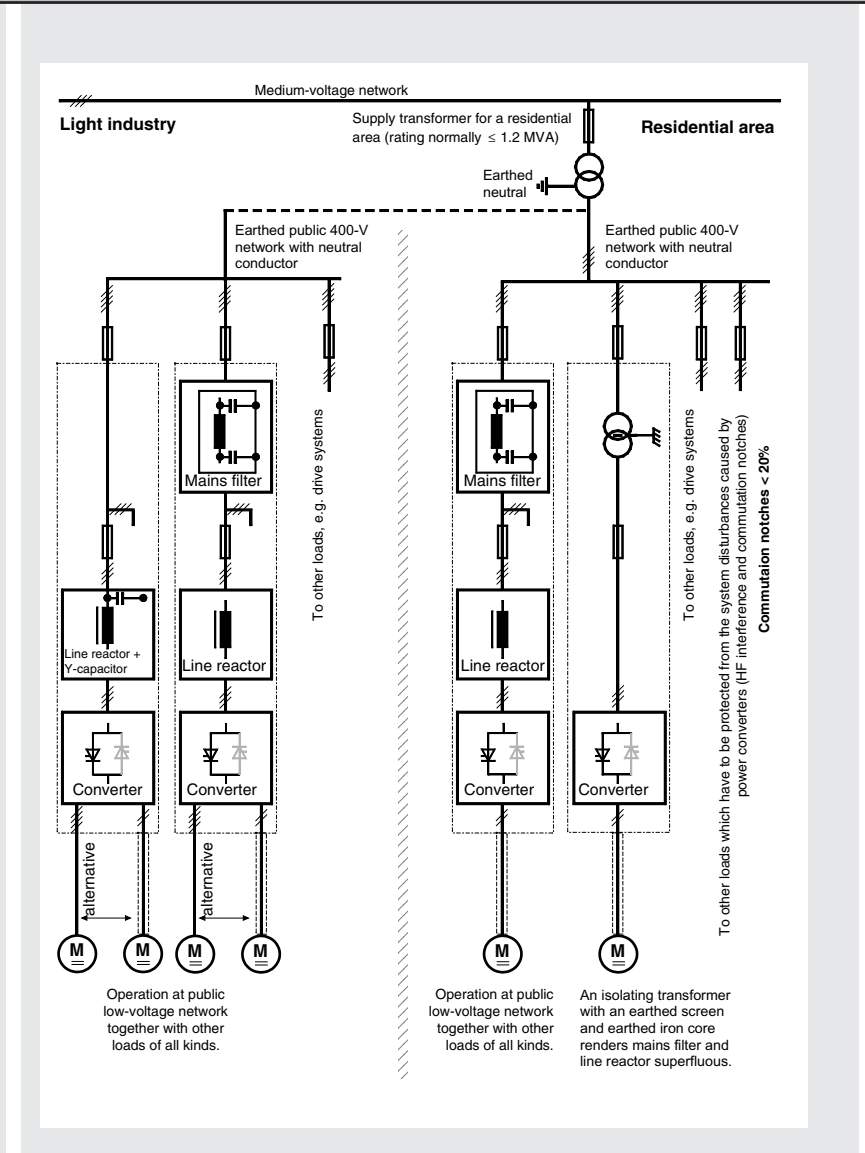 Medium-voltage network
Light industry
Supply transformer for a residential
area (rating normally ≤ 1.2 MVA)
Residential area
Earthed
neutral
Earthed public 400-V
network with neutral
conductor
Earthed public 400-V
network with neutral
conductor
Mains filter
Line reactor +
Y-capacitor
Line reactor
Converter
Converter
alternative
alternative
M
M
M
M
To other loads, e.g. drive systems
Operation at public
low-voltage network
together with other
loads of all kinds.
Mains filter
Line reactor
Converter
Converter
M
M
To other loads, e.g. drive systems
To other loads which have to be protected from the system disturbances caused by
power converters (HF interference and commutation notches)
Commutaion notches < 20%
Operation at public
low-voltage network
together with other
loads of all kinds.
An isolating transformer
with an earthed screen
and earthed iron core
renders mains filter and
line reactor superfluous.